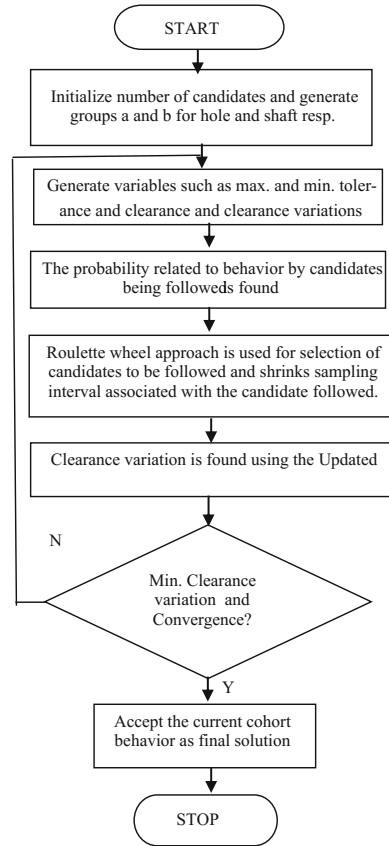 START
Initialize number of candidates and generate
groups a and b for hole and shaft resp.
Generate variables such as max. and min. toler-
ance and clearance and clearance variations
The probability related to behavior by candidates
being followeds found
Roulette wheel approach is used for selection of
candidates to be followed and shrinks sampling
interval associated with the candidate followed.
Clearance variation is found using the Updated
N
Min. Clearance
variation and
Convergence?
Y
Accept the current cohort
behavior as final solution
STOP